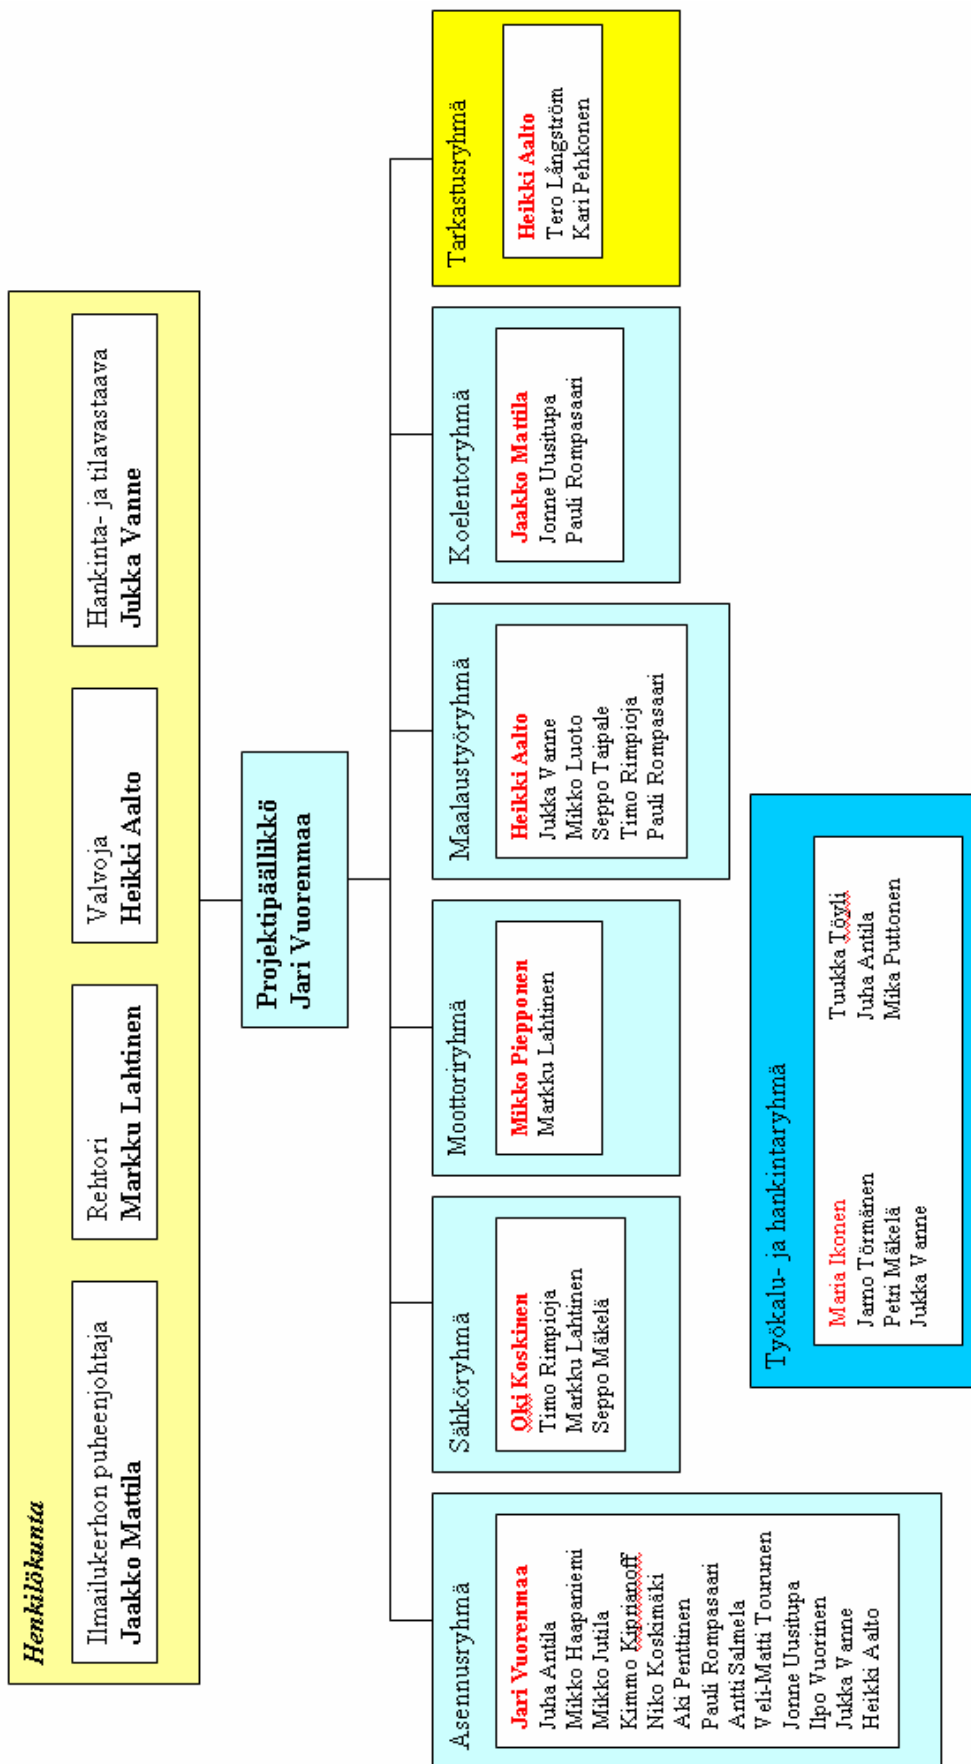 Henkilökunta
Ilmailukerhon puheenjohtaja
Jaakko Mattila
Rehtori
Markku Lahtinen
Valvoja
Heikki Aalto
Hankinta- ja tilavastaava
Jukka Vanne
Projektipäällikkö
Jari Vuorenmaa
Asennusryhmä
Jari Vuorenmaa
Juha Antila
Mikko Haapaniemi
Mikko Jutila
Kimmo Kiprianoff
Niko Koskimäki
Aki Penttinen
Pauli Rompasaari
Antti Salmela
Veli-Matti Tourunen
Jonne Uusitupa
Ilpo Vuorinen
Jukka Vanne
Heikki Aalto
Sähköryhmä
Oki Koskinen
Timo Rimpioja
Markku Lahtinen
Seppo Mäkelä
Moottoriryhmä
Mikko Piepponen
Markku Lahtinen
Maalaustyöryhmä
Heikki Aalto
Jukka Vanne
Mikko Luoto
Seppo Taipale
Timo Rimpioja
Pauli Rompasaari
Koelentoryhmä
Jaakko Mattila
Jonne Uusitupa
Pauli Rompasaari
Tarkastusryhmä
Heikki Aalto
Tero Långström
Kari Pehkonen
Työkalu- ja hankintaryhmä
Maria Ikonen
Jarno Törmänen
Petri Mäkelä
Jukka Vanne
Tuukka Töyli
Juha Antila
Mika Puttonen